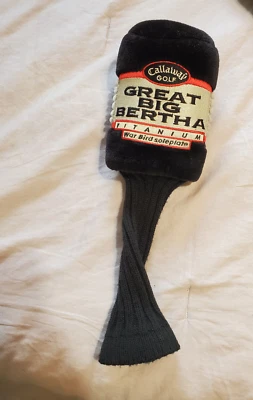 Callaway
GOLF
GREAT
BIG
BERTHA
TITANIUM
War Bird soleplate